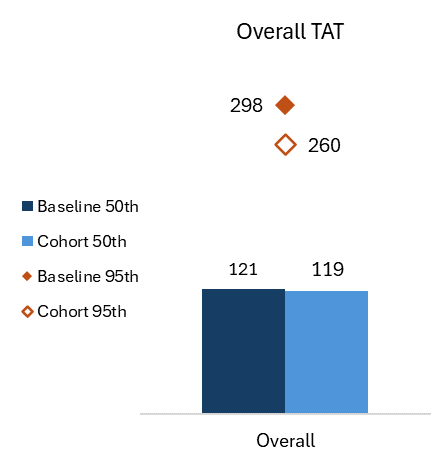 Overall TAT
298
260
Baseline 50th
Cohort 50th
Baseline 95th
Cohort 95th
121
119
Overall